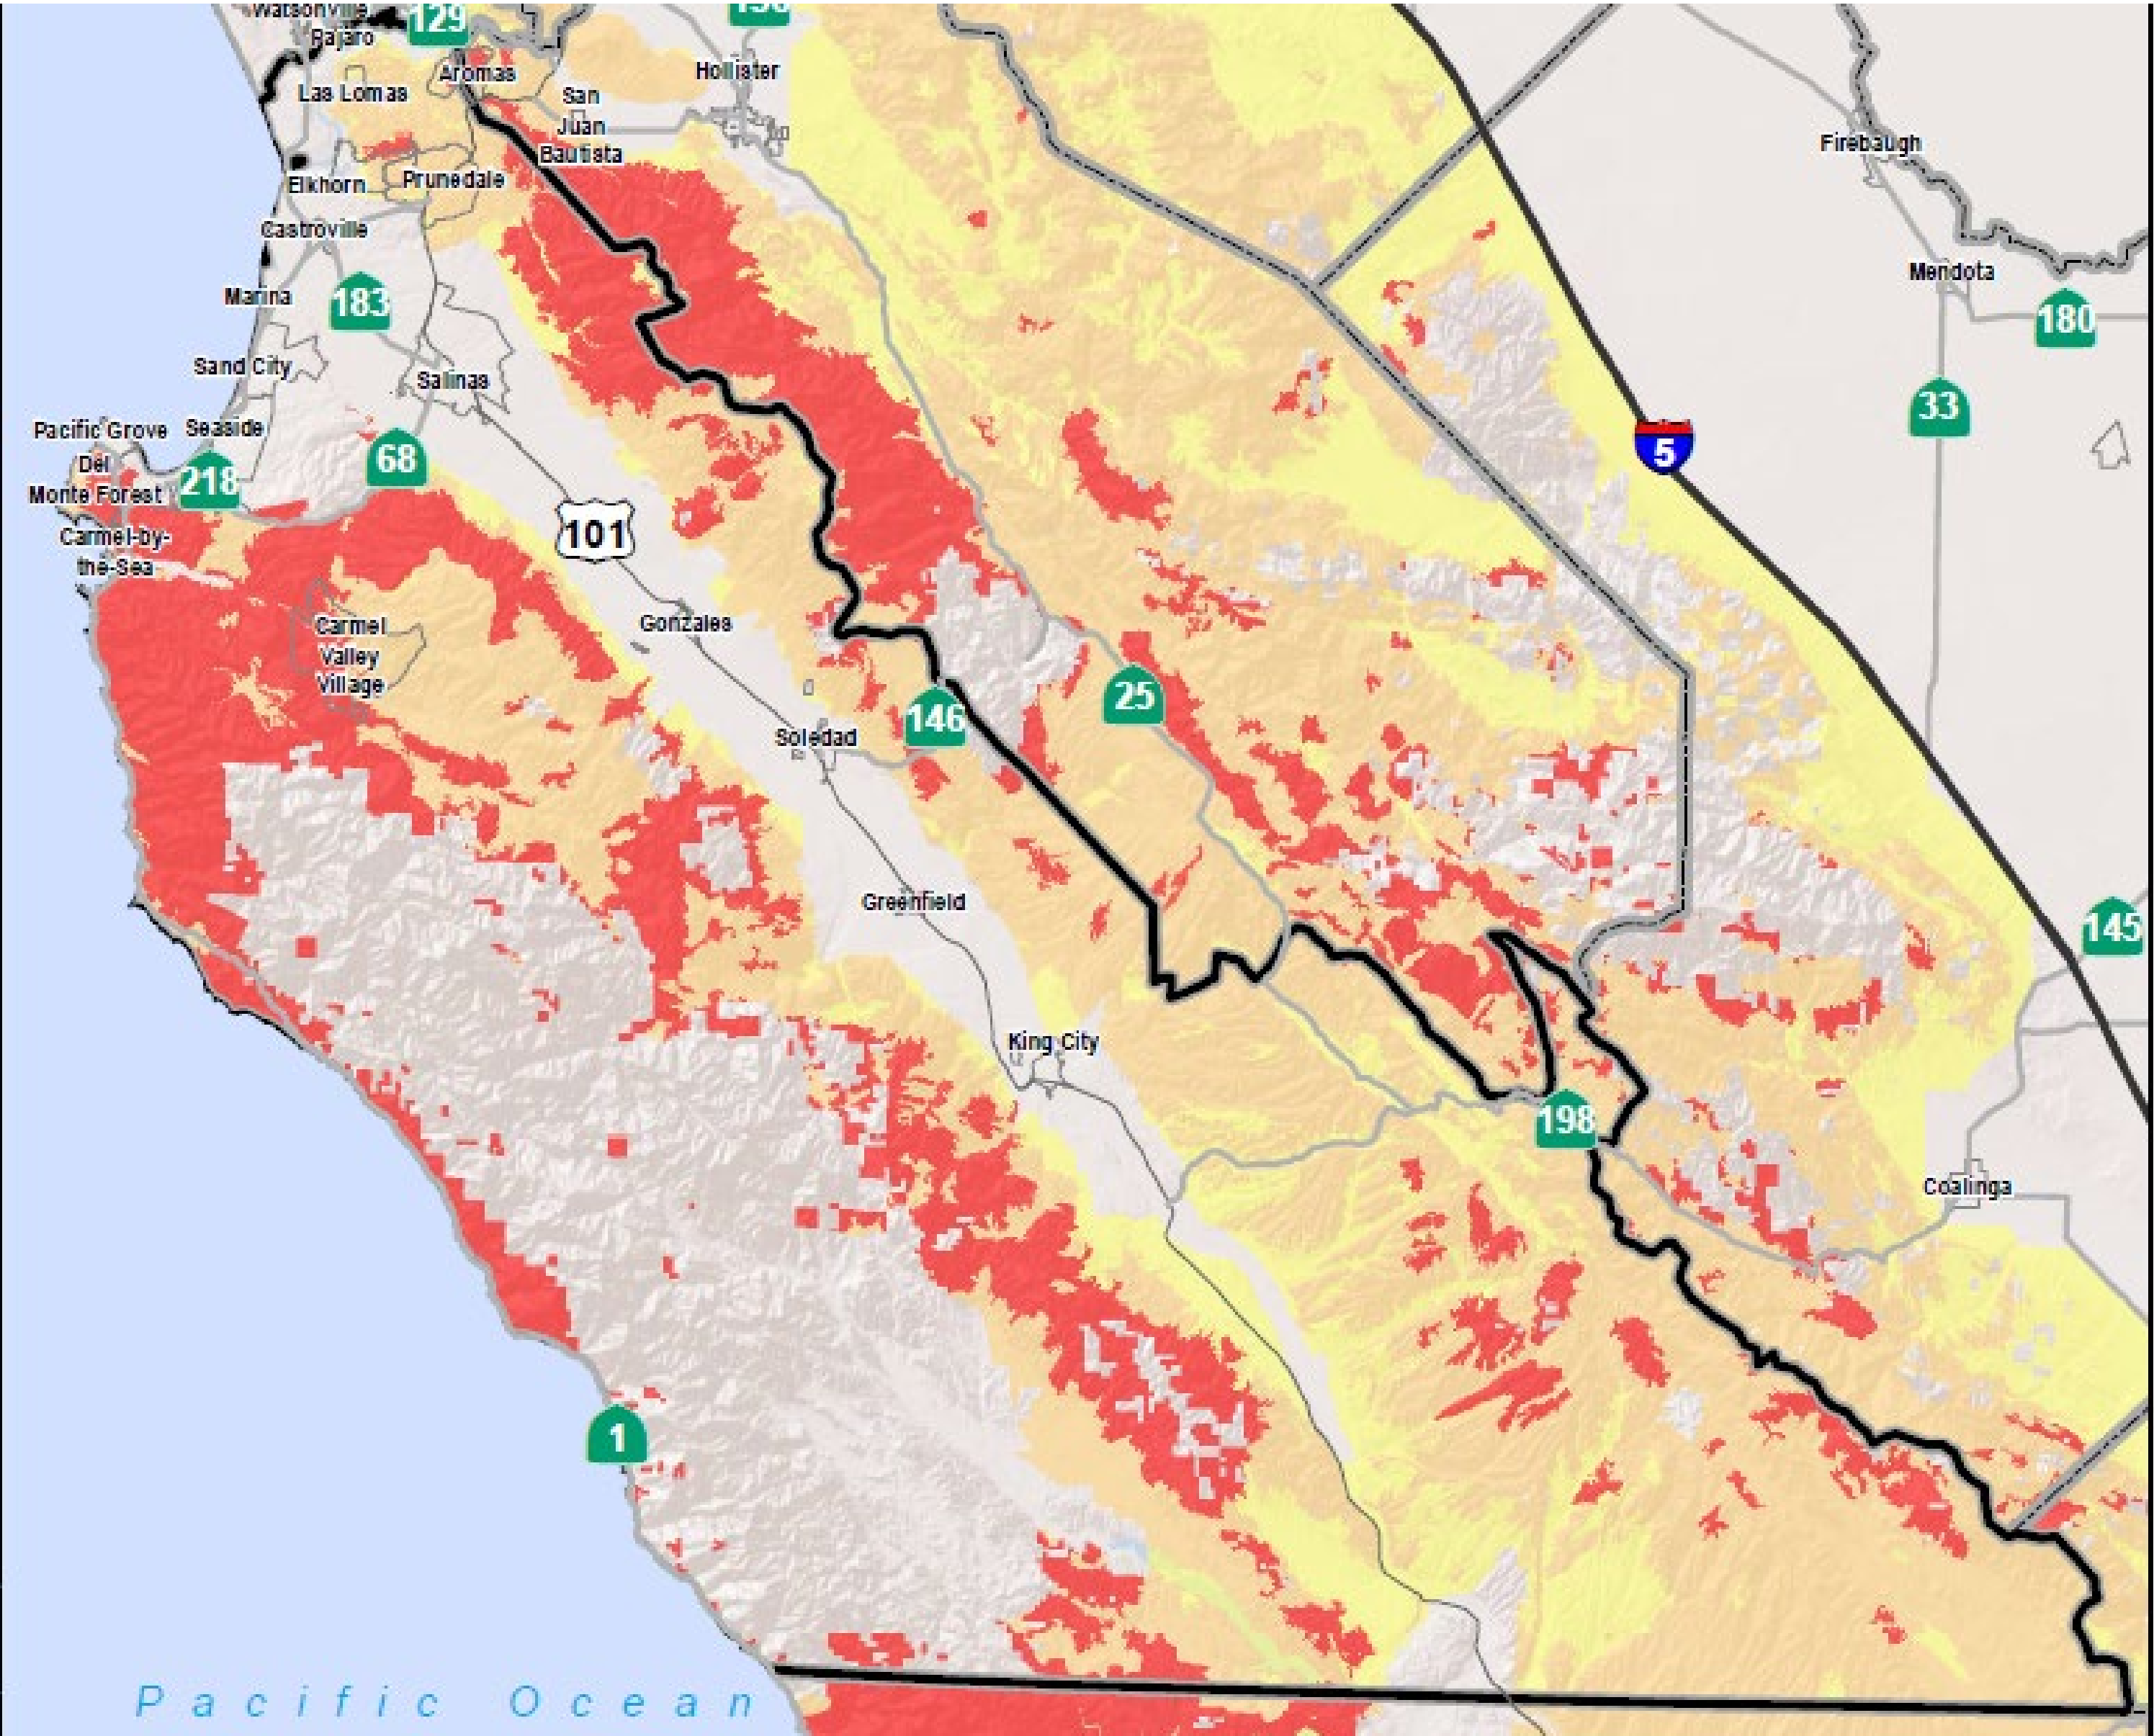 Watsonville
129
Pajaro
Aromas
Hollister
Las Lomas
San
Juan
Bautista
Firebaugh
Elkhorn
Prunedale
Castroville
Mendota
Marina
183
180
Sand City
Salinas
33
Pacific Grove
Seaside
5
Del
Monte Forest
218
68
Carmel-by-
the-Sea
101
Carmel
Valley
Village
Gonzales
25
146
Soledad
Greenfield
145
King City
198
Coalinga
1
Pacific Ocean